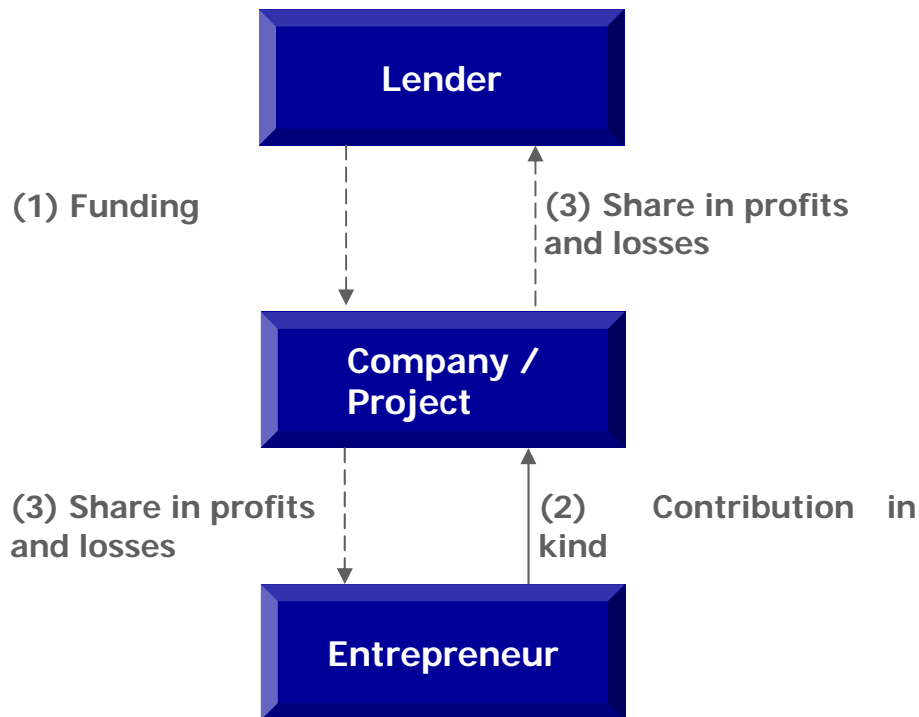 Lender
(1) Funding
(3) Share in profits
and losses
Company /
Project
(3) Share in profits
and losses
(2) Contribution in
kind
Entrepreneur